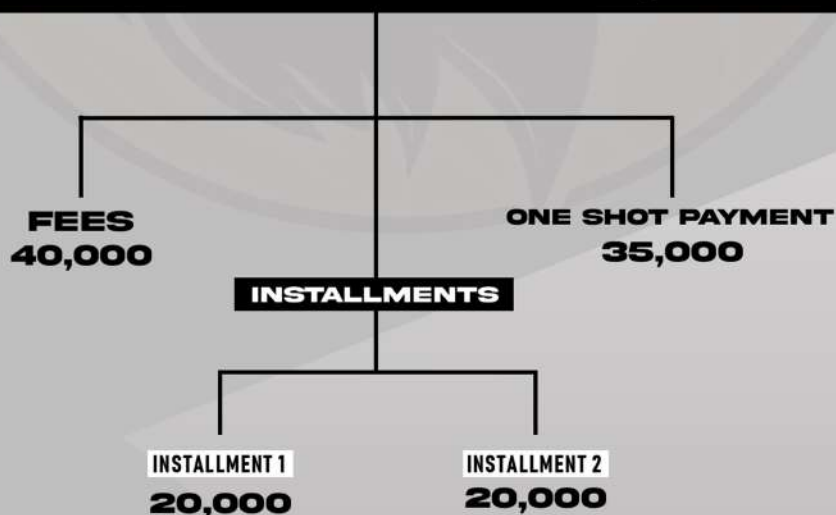 FEES
40,000
ONE SHOT PAYMENT
35,000
INSTALLMENTS
INSTALLMENT 1
20,000
INSTALLMENT 2
20,000